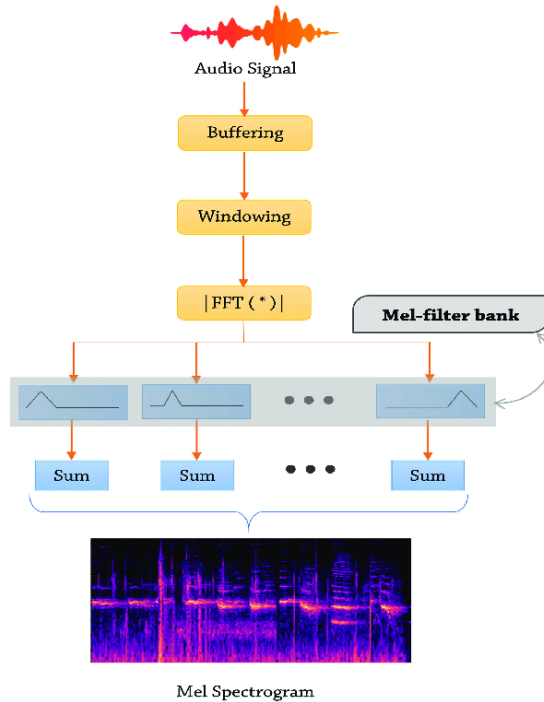 Audio Signal
Buffering
Windowing
|FFT(*)|
Mel-filter bank
Sum
Sum
Sum
Mel Spectrogram